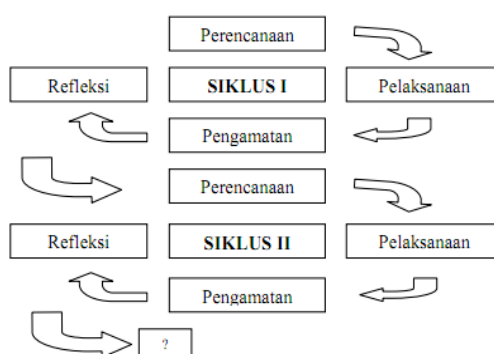 Perencanaan
Refleksi SIKLUS I Pelaksanaan
Pengamatan
Perencanaan
Refleksi SIKLUS II Pelaksanaan
Pengamatan
?